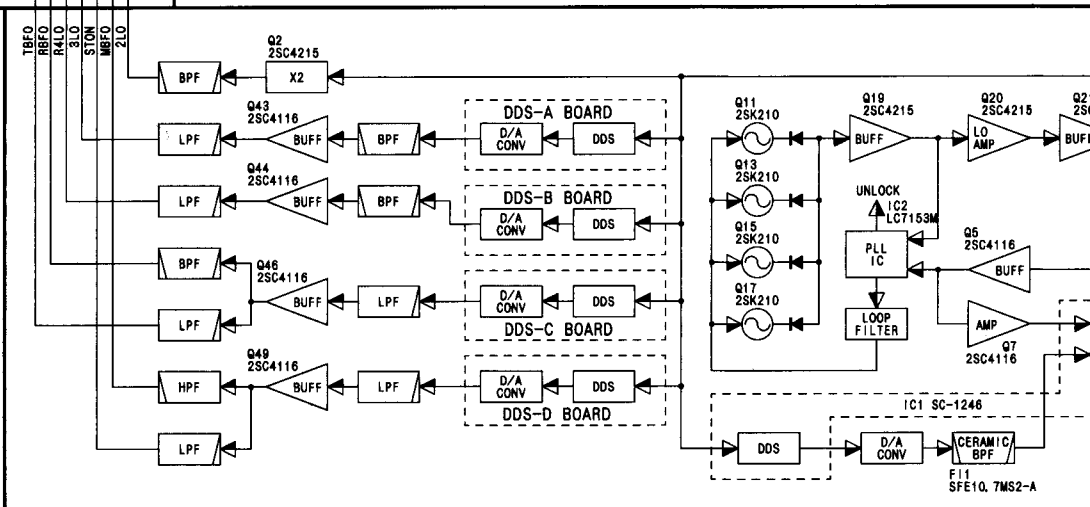 TBFO
RBFO
R4LO
3LO
STON
MBFO
2LO
Q2
2SC4215
BPF
X2
Q43
2SC4116
LPF
BUFF
BPF
DDS-A BOARD
D/A
CONV
DDS
Q44
2SC4116
LPF
BUFF
BPF
DDS-B BOARD
D/A
CONV
DDS
BPF
Q46
2SC4116
LPF
BUFF
LPF
D/A
CONV
DDS
DDS-C BOARD
Q49
2SC4116
HPF
BUFF
LPF
D/A
CONV
DDS
DDS-D BOARD
LPF
Q11
2SK210
Q13
2SK210
Q15
2SK210
Q17
2SK210
Q19
2SC4215
BUFF
Q20
2SC4215
LO
AMP
BUFF
UNLOCK
IC2
LC7153M
PLL
IC
LOOP
FILTER
Q5
2SC4116
BUFF
AMP
Q7
2SC4116
IC1 SC-1246
DDS
D/A
CONV
CERAMIC
BPF
FI1
SFE10.7MS2-A